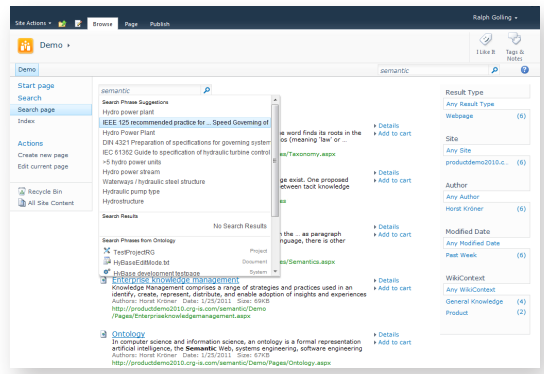 Site Actions
Browse
Page
Publish
Ralph Golling
Demo
I Like It
Tags & Notes
Demo
semantic
Start page
Search
Search page
Index
Actions
Create new page
Edit current page
Recycle Bin
All Site Content
semantic
Search Phrase Suggestions
Hydro power plant
IEEE 125 recommended practice for ... Speed Governing of
Hydro Power Plant
DIN 4321 Preparation of specifications for governing system
IEC 61362 Guide to specification of hydraulic turbine control
>5 hydro power units
Hydro power stream
Waterways / hydraulic steel structure
Hydraulic pump type
Hydrostructure
Search Results
No Search Results
Search Phrases from Ontology
TestProjectRG Project
HyBaseEditMode.txt Document
HyBase development testpage System
e word finds its roots in the
os (meaning 'law' or ...
es/Taxonomy.aspx
Details
Add to cart
ge exist. One proposed
etween tacit knowledge
es
Details
Add to cart
n the ... as paragraph
nguage, there is other
es/Semantics.aspx
Details
Add to cart
Enterprise knowledge management
Knowledge Management comprises a range of strategies and practices used in an
identify, create, represent, distribute, and enable adoption of insights and experiences
Authors: Horst Kröner Date: 1/25/2011 Size: 69KB
http://productdemo2010.crg-is.com/semantic/Demo
/Pages/Enterpriseknowledgemanagement.aspx
Details
Add to cart
Ontology
In computer science and information science, an ontology is a formal representation
artificial intelligence, the Semantic Web, systems engineering, software engineering
Authors: Horst Kröner Date: 1/25/2011 Size: 67KB
http://productdemo2010.crg-is.com/semantic/Demo/Pages/Ontology.aspx
Details
Add to cart
Result Type
Any Result Type
Webpage (6)
Site
Any Site
productdemo2010.c... (6)
Author
Any Author
Horst Kröner (6)
Modified Date
Any Modified Date
Past Week (6)
WikiContext
Any WikiContext
General Knowledge (4)
Product (2)